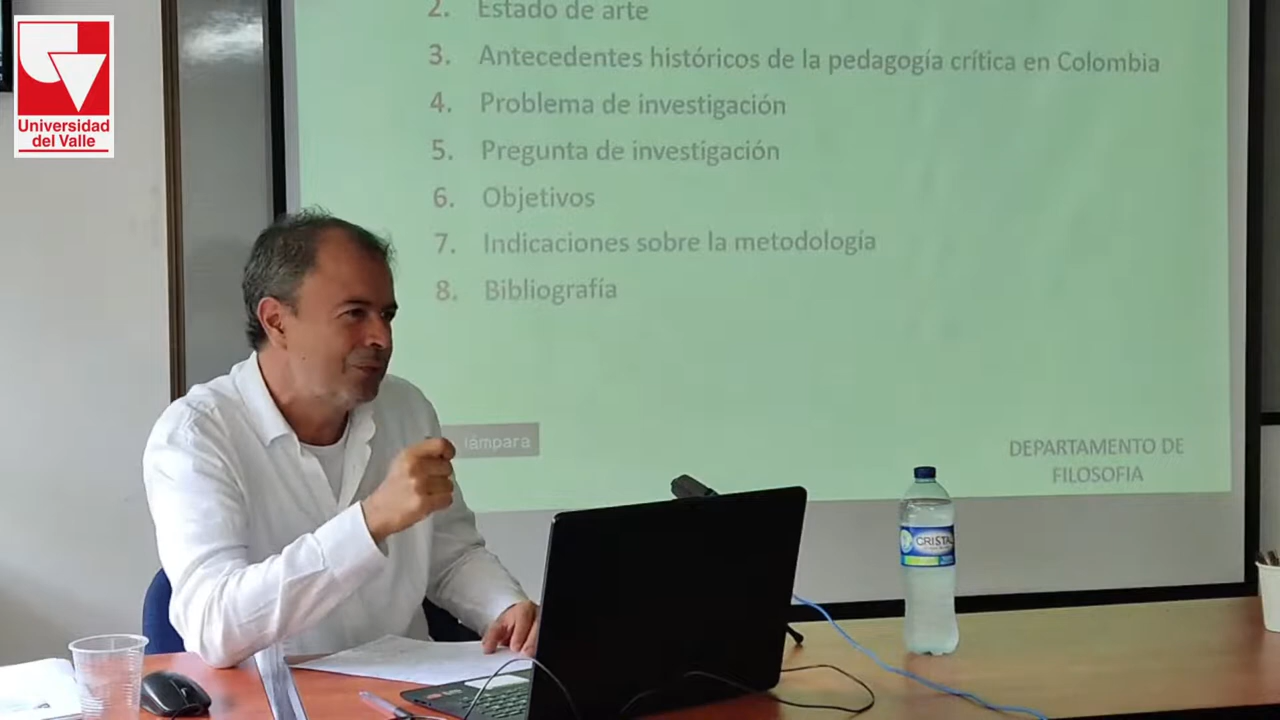 Universidad
del Valle
2. Estado de arte
3. Antecedentes históricos de la pedagogía crítica en Colombia
4. Problema de investigación
5. Pregunta de investigación
6. Objetivos
7. Indicaciones sobre la metodología
8. Bibliografía
lámpara
DEPARTAMENTO DE
FILOSOFIA
CRISTAL